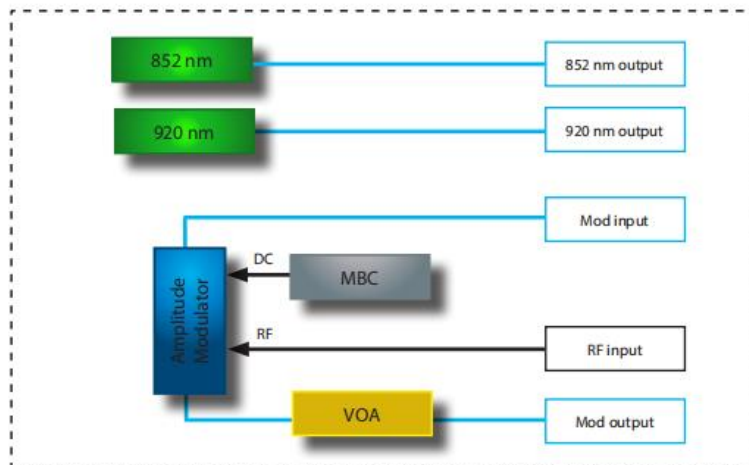 852 nm
852 nm output
920 nm
920 nm output
Mod input
DC
MBC
Amplitude
Modulator
RF
RF input
VOA
Mod output